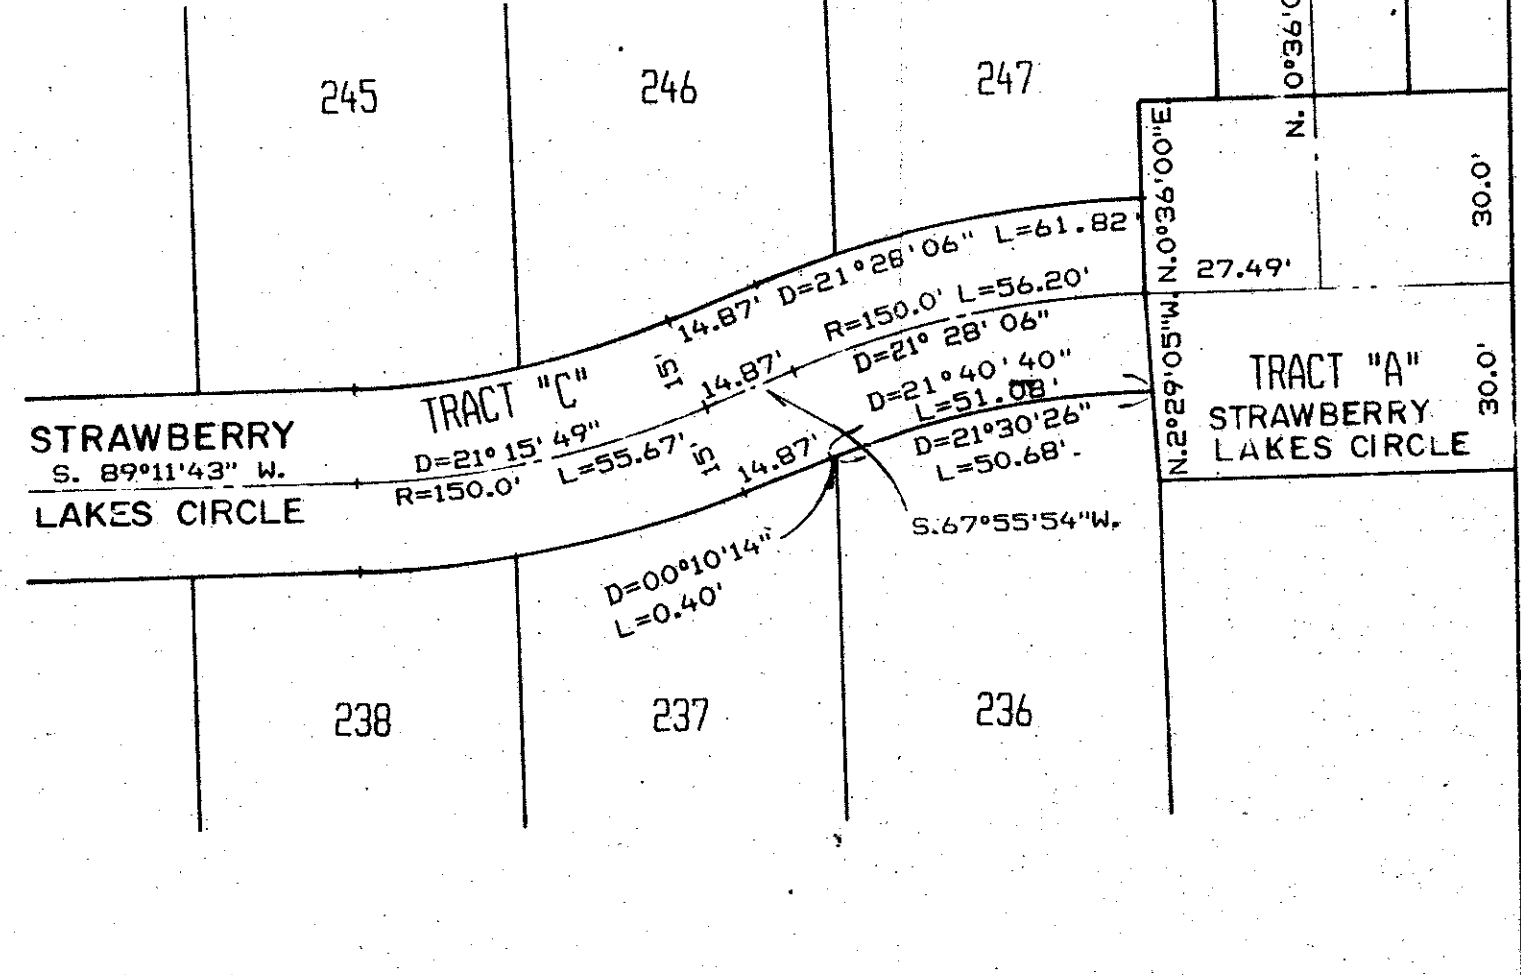 245
246
247
N. 0°36'0
N.0°36'00"E.
30.0'
D=21°28'06" L=61.82'
14.87'
27.49'
R=150.0' L=56.20'
D=21° 28' 06"
15'
14.87'
D=21°40'40"
L=51.08'
N.2°29'05"W.
TRACT "A"
STRAWBERRY
LAKES CIRCLE
30.0'
TRACT "C"
STRAWBERRY
S. 89°11'43" W.
LAKES CIRCLE
D=21° 15' 49"
R=150.0' L=55.67'
15'
14.87'
D=21°30'26"
L=50.68'
S.67°55'54"W.
D=00°10'14"
L=0.40'
238
237
236